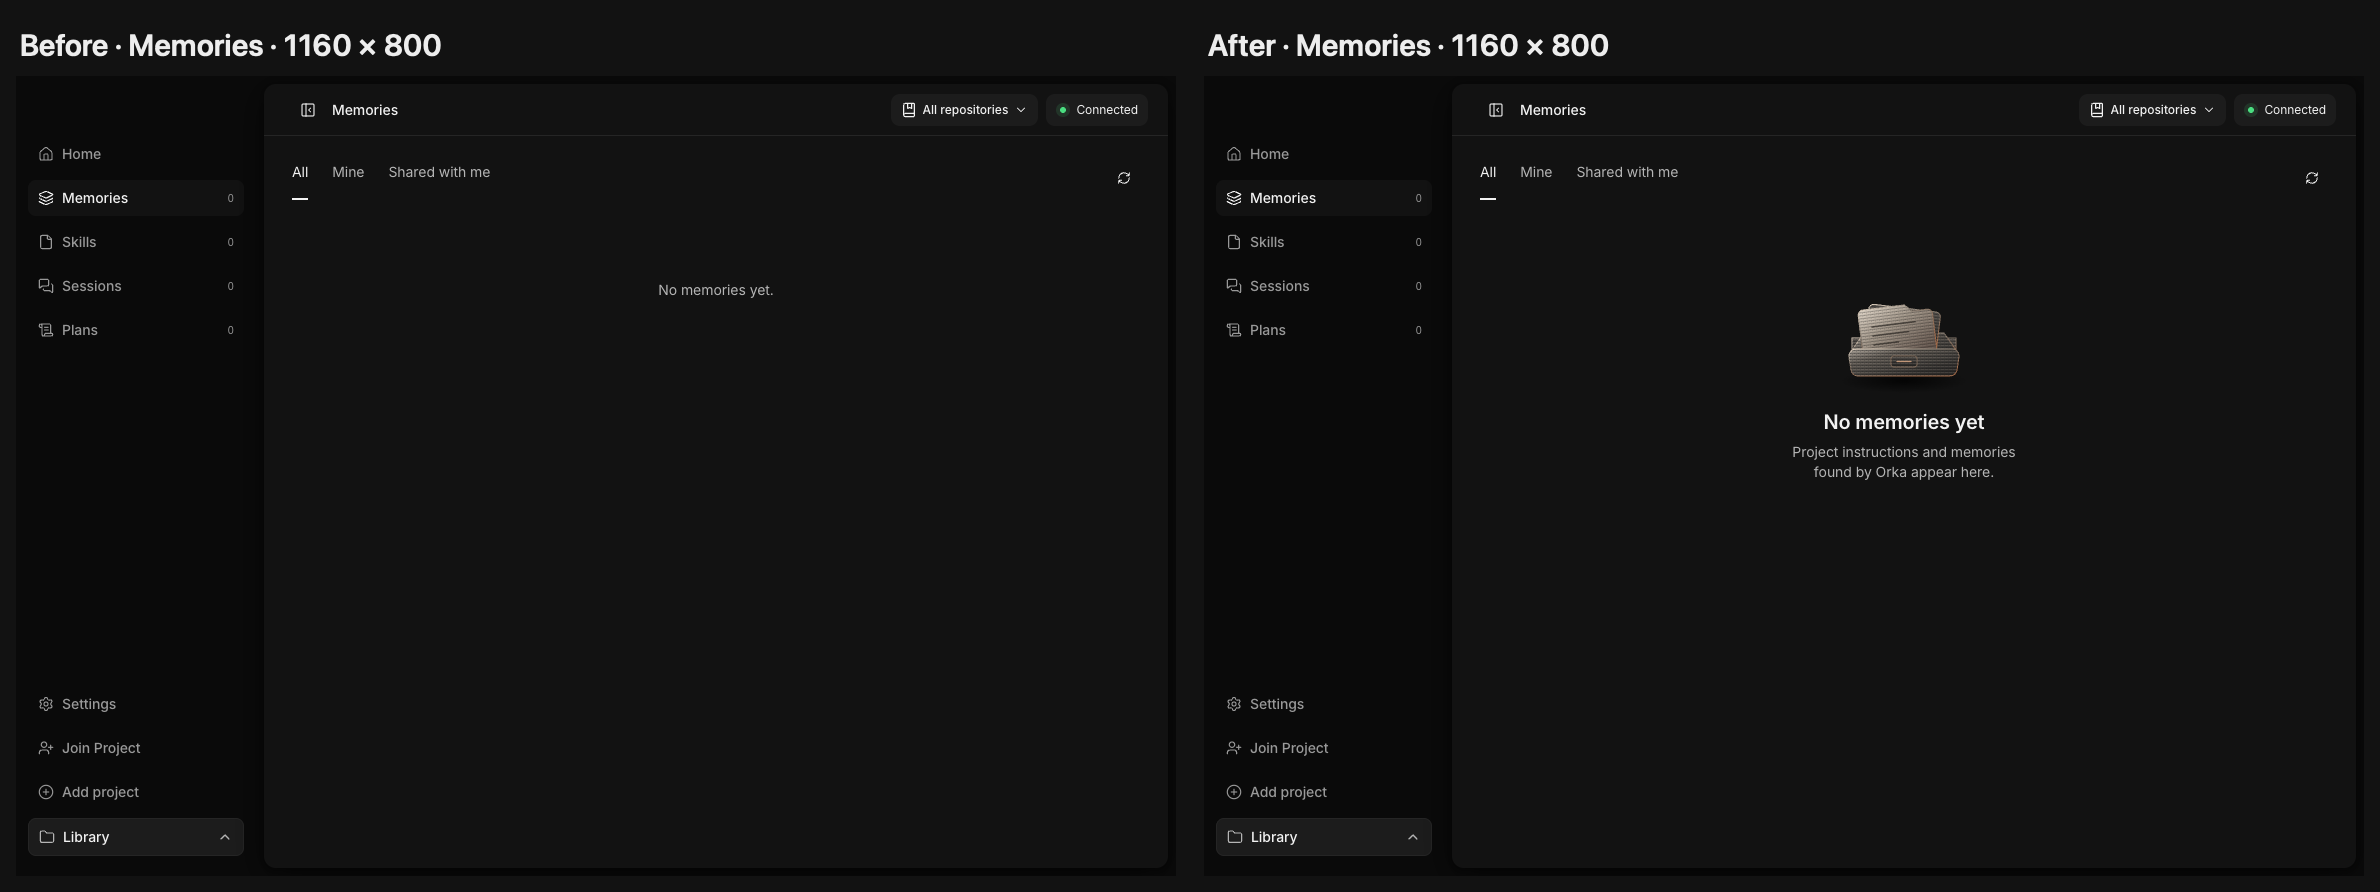 Before · Memories · 1160 × 800
Memories
All repositories
Connected
Home
Memories 0
Skills 0
Sessions 0
Plans 0
All Mine Shared with me
No memories yet.
Settings
Join Project
Add project
Library
After · Memories · 1160 × 800
Memories
All repositories
Connected
Home
Memories 0
Skills 0
Sessions 0
Plans 0
All Mine Shared with me
No memories yet
Project instructions and memories
found by Orka appear here.
Settings
Join Project
Add project
Library